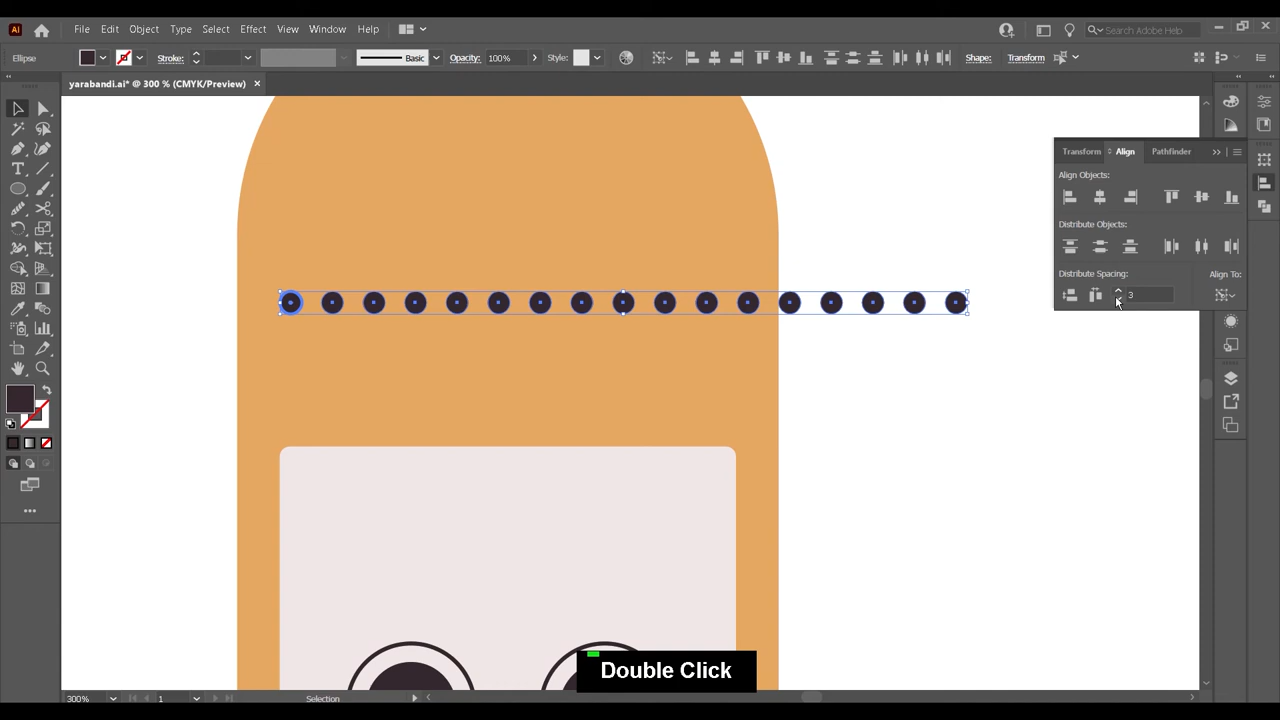 Ai File Edit Object Type Select Effect View Window Help Search Adobe Help
Ellipse Stroke: Basic Opacity: 100% Style: Shape: Transform
yarabandi.ai* @ 300 % (CMYK/Preview)
Transform Align Pathfinder
Align Objects:
Distribute Objects:
Distribute Spacing: Align To:
3
Double Click
300% 1 Selection